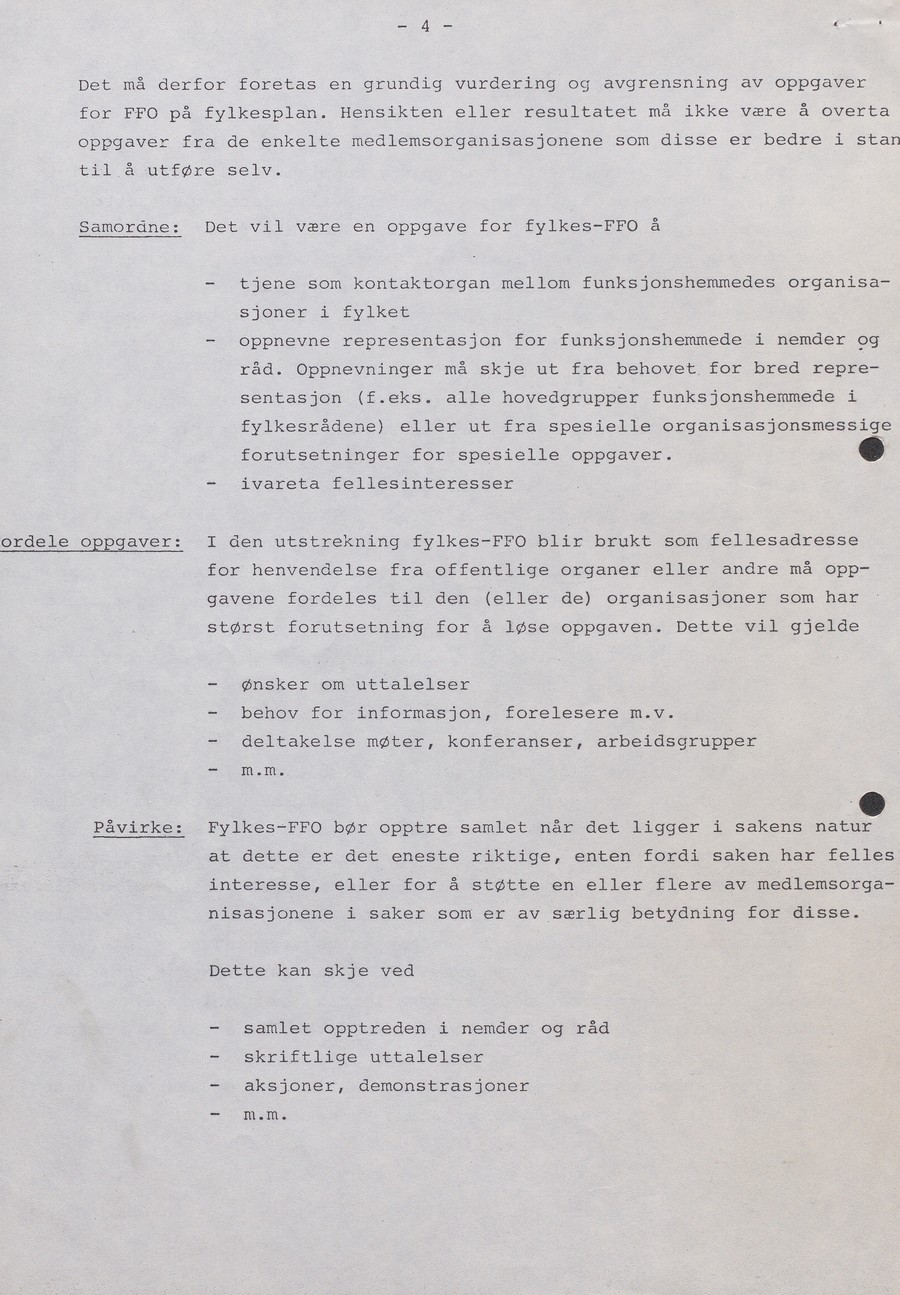 - 4 -
Det må derfor foretas en grundig vurdering og avgrensning av oppgaver
for FFO på fylkesplan. Hensikten eller resultatet må ikke være å overta
oppgaver fra de enkelte medlemsorganisasjonene som disse er bedre i stan
til å utføre selv.
Samordne: Det vil være en oppgave for fylkes-FFO å
- tjene som kontaktorgan mellom funksjonshemmedes organisa-
sjoner i fylket
- oppnevne representasjon for funksjonshemmede i nemder og
råd. Oppnevninger må skje ut fra behovet for bred repre-
sentasjon (f.eks. alle hovedgrupper funksjonshemmede i
fylkesrådene) eller ut fra spesielle organisasjonsmessige
forutsetninger for spesielle oppgaver.
- ivareta fellesinteresser
ordele oppgaver: I den utstrekning fylkes-FFO blir brukt som fellesadresse
for henvendelse fra offentlige organer eller andre må opp-
gavene fordeles til den (eller de) organisasjoner som har
størst forutsetning for å løse oppgaven. Dette vil gjelde
- ønsker om uttalelser
- behov for informasjon, forelesere m.v.
- deltakelse møter, konferanser, arbeidsgrupper
- m.m.
Påvirke: Fylkes-FFO bør opptre samlet når det ligger i sakens natur
at dette er det eneste riktige, enten fordi saken har felles
interesse, eller for å støtte en eller flere av medlemsorga-
nisasjonene i saker som er av særlig betydning for disse.
Dette kan skje ved
- samlet opptreden i nemder og råd
- skriftlige uttalelser
- aksjoner, demonstrasjoner
- m.m.